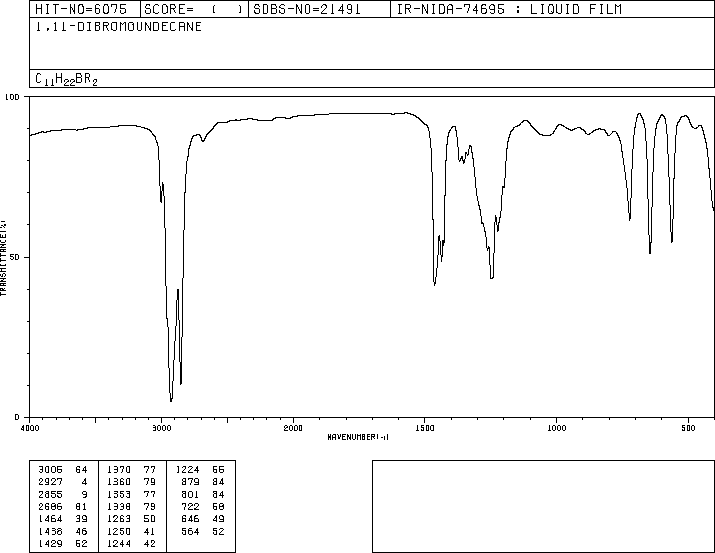 HIT-NO=6075 SCORE= ( ) SDBS-NO=21491 IR-NIDA-74695 : LIQUID FILM
1,11-DIBROMOUNDECANE
C11H22BR2
100
TRANSMITTANCE(%)
50
0
4000 3000 2000 1500 1000 500
WAVENUMBER(-1)
3005 64 1370 77 1224 55
2927 4 1360 79 879 84
2855 9 1353 77 801 84
2686 81 1338 79 722 60
1464 39 1263 50 646 49
1438 46 1250 41 564 52
1429 52 1244 42